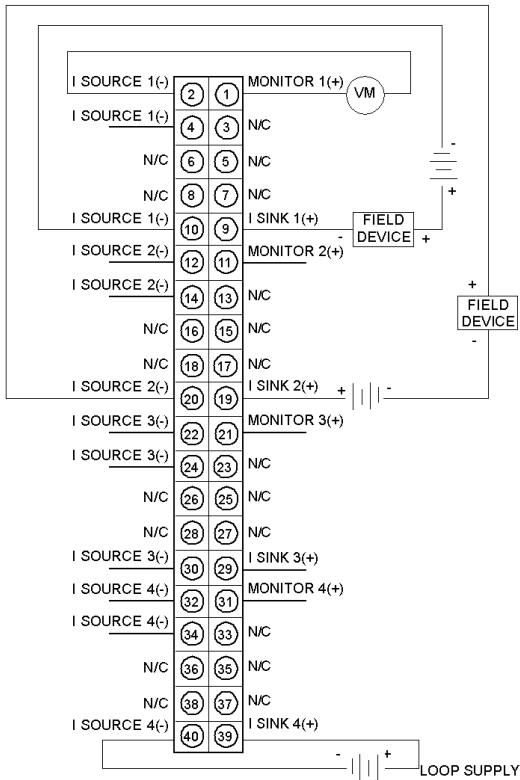 I SOURCE 1(-) 2 1 MONITOR 1(+) VM
I SOURCE 1(-) 4 3 N/C
-
N/C 6 5 N/C
+
N/C 8 7 N/C
I SOURCE 1(-) 10 9 I SINK 1(+)
- FIELD DEVICE +
I SOURCE 2(-) 12 11 MONITOR 2(+)
I SOURCE 2(-) 14 13 N/C
+
FIELD
DEVICE
-
N/C 16 15 N/C
N/C 18 17 N/C
I SOURCE 2(-) 20 19 I SINK 2(+) + -
I SOURCE 3(-) 22 21 MONITOR 3(+)
I SOURCE 3(-) 24 23 N/C
N/C 26 25 N/C
N/C 28 27 N/C
I SOURCE 3(-) 30 29 I SINK 3(+)
I SOURCE 4(-) 32 31 MONITOR 4(+)
I SOURCE 4(-) 34 33 N/C
N/C 36 35 N/C
N/C 38 37 N/C
I SOURCE 4(-) 40 39 I SINK 4(+)
- + LOOP SUPPLY